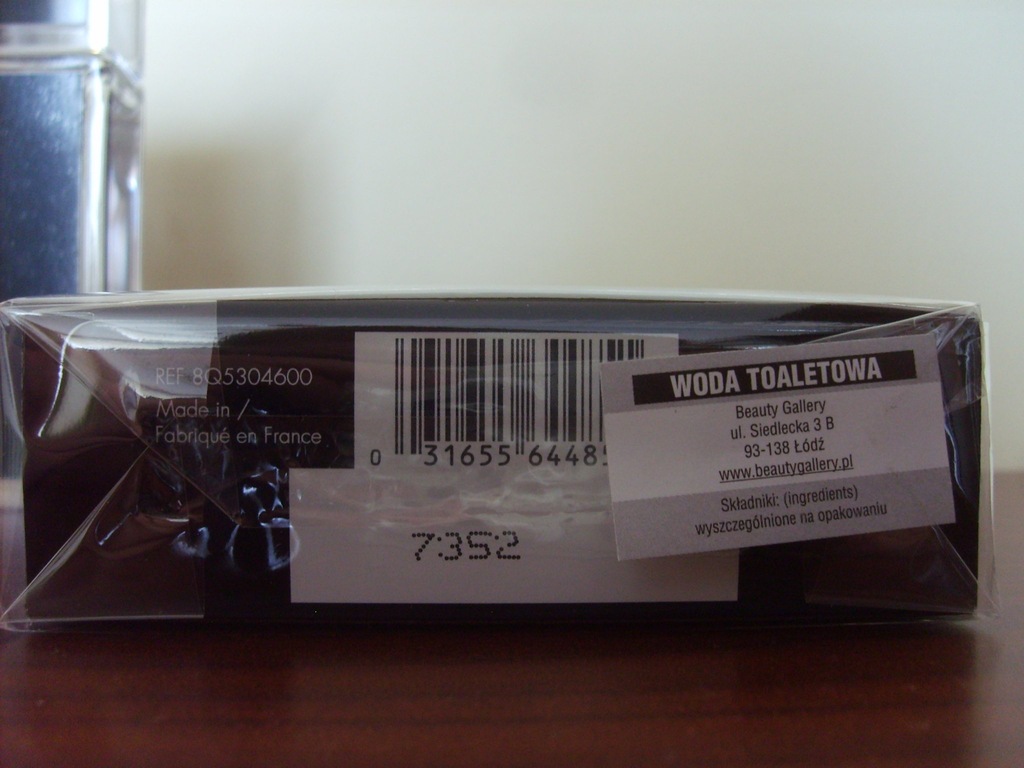 REF 8Q5304600
Made in /
Fabriqué en France
0 31655 6448
7352
WODA TOALETOWA
Beauty Gallery
ul. Siedlecka 3 B
93-138 Łódź
www.beautygallery.pl
Składniki: (ingredients)
wyszczególnione na opakowaniu